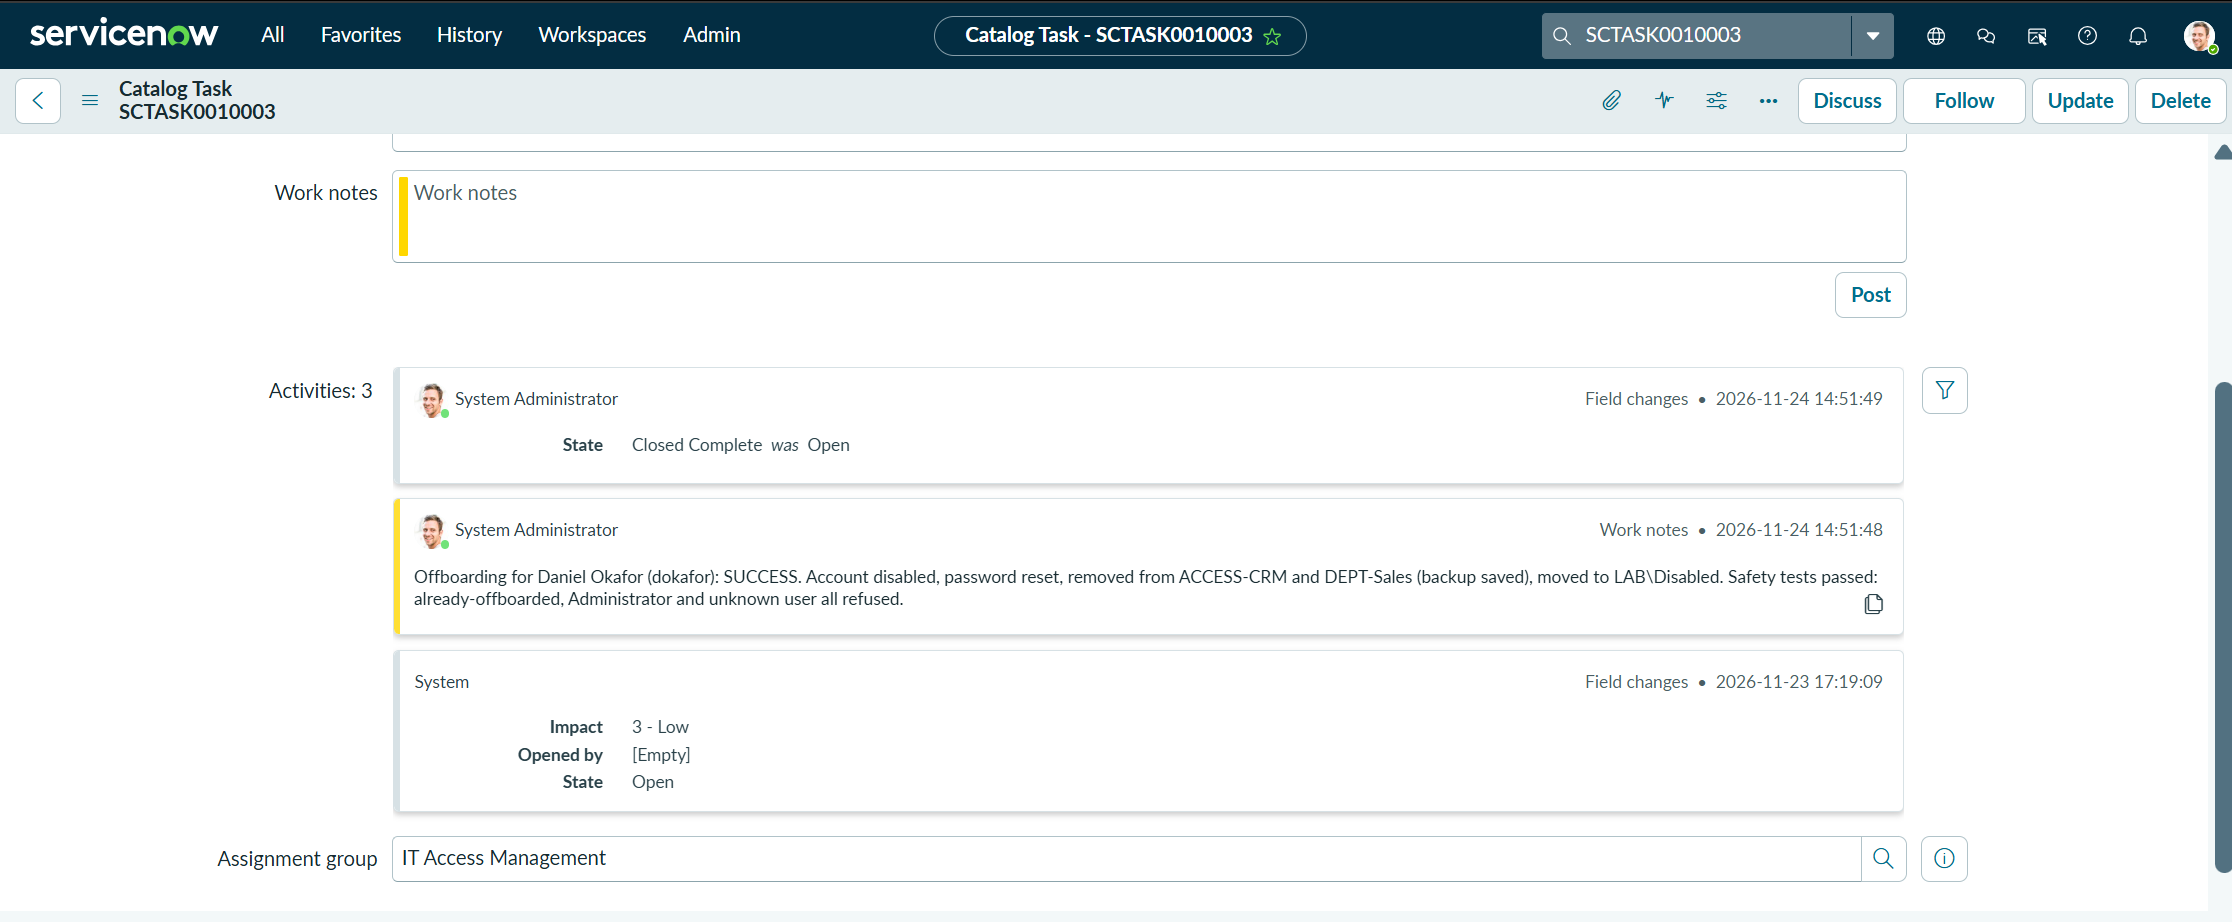 servicenow All Favorites History Workspaces Admin Catalog Task - SCTASK0010003 SCTASK0010003
Catalog Task
SCTASK0010003
Discuss Follow Update Delete
Work notes Work notes
Post
Activities: 3
System Administrator Field changes • 2026-11-24 14:51:49
State Closed Complete was Open
System Administrator Work notes • 2026-11-24 14:51:48
Offboarding for Daniel Okafor (dokafor): SUCCESS. Account disabled, password reset, removed from ACCESS-CRM and DEPT-Sales (backup saved), moved to LAB\Disabled. Safety tests passed:
already-offboarded, Administrator and unknown user all refused.
System Field changes • 2026-11-23 17:19:09
Impact 3 - Low
Opened by [Empty]
State Open
Assignment group IT Access Management